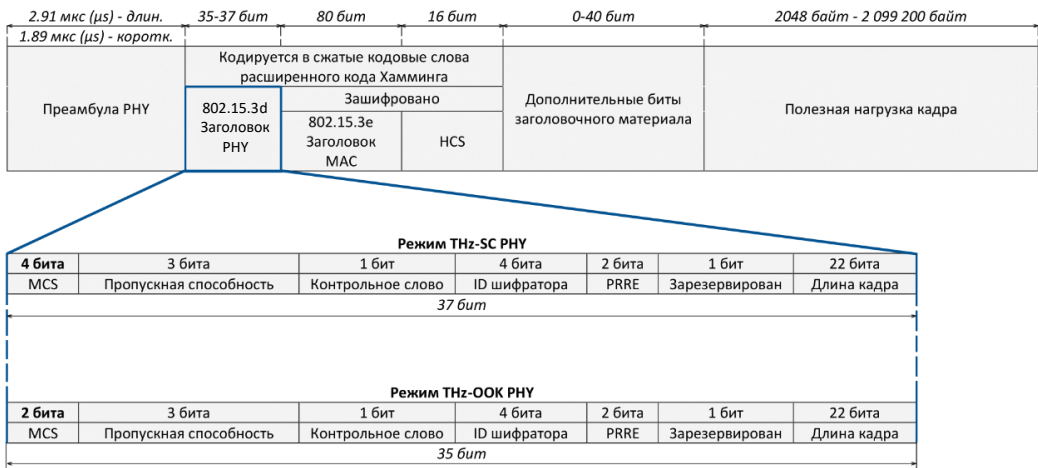 2.91 мкс (µs) - длин. 35-37 бит 80 бит 16 бит 0-40 бит 2048 байт - 2 099 200 байт
1.89 мкс (µs) - коротк.
Преамбула PHY
Кодируется в сжатые кодовые слова
расширенного кода Хамминга
802.15.3d
Заголовок
PHY
Зашифровано
802.15.3e
Заголовок
MAC
HCS
Дополнительные биты
заголовочного материала
Полезная нагрузка кадра
Режим THz-SC PHY
4 бита 3 бита 1 бит 4 бита 2 бита 1 бит 22 бита
MCS Пропускная способность Контрольное слово ID шифратора PRRE Зарезервирован Длина кадра
37 бит
Режим THz-OOK PHY
2 бита 3 бита 1 бит 4 бита 2 бита 1 бит 22 бита
MCS Пропускная способность Контрольное слово ID шифратора PRRE Зарезервирован Длина кадра
35 бит